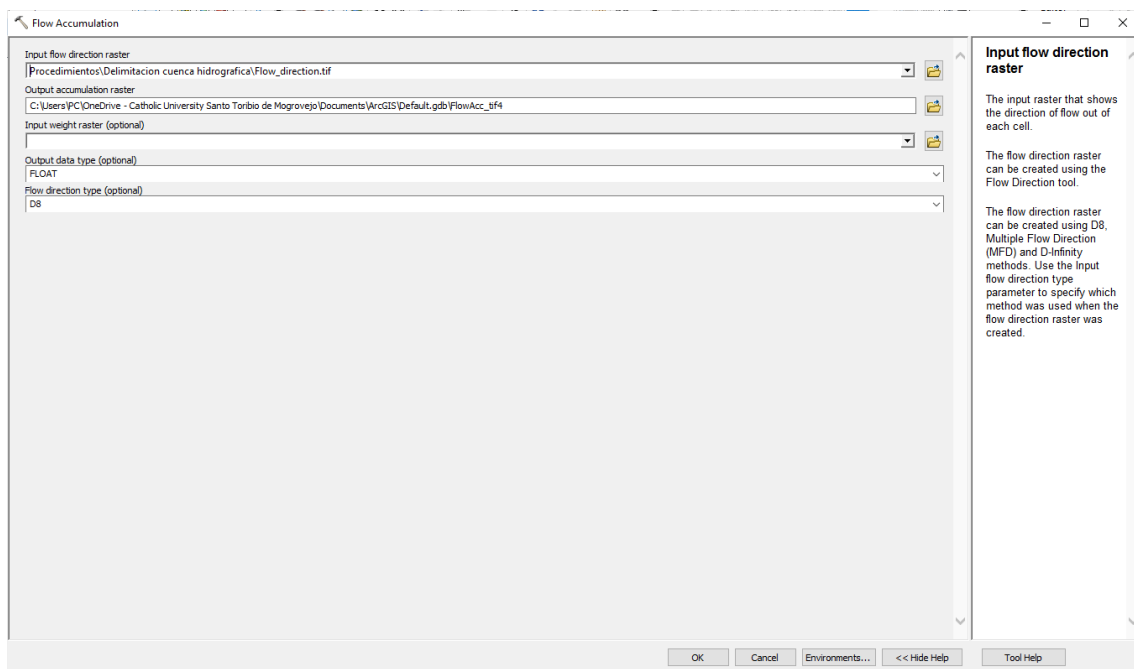 Flow Accumulation
Input flow direction raster
Procedimientos\Delimitacion cuenca hidrografica\Flow_direction.tif
Output accumulation raster
C:\Users\PC\OneDrive - Catholic University Santo Toribio de Mogrovejo\Documents\ArcGIS\Default.gdb\FlowAcc_tif4
Input weight raster (optional)
Output data type (optional)
FLOAT
Flow direction type (optional)
D8
Input flow direction
raster
The input raster that shows
the direction of flow out of
each cell.
The flow direction raster
can be created using the
Flow Direction tool.
The flow direction raster
can be created using D8,
Multiple Flow Direction
(MFD) and D-Infinity
methods. Use the Input
flow direction type
parameter to specify which
method was used when the
flow direction raster was
created.
OK Cancel Environments... << Hide Help Tool Help